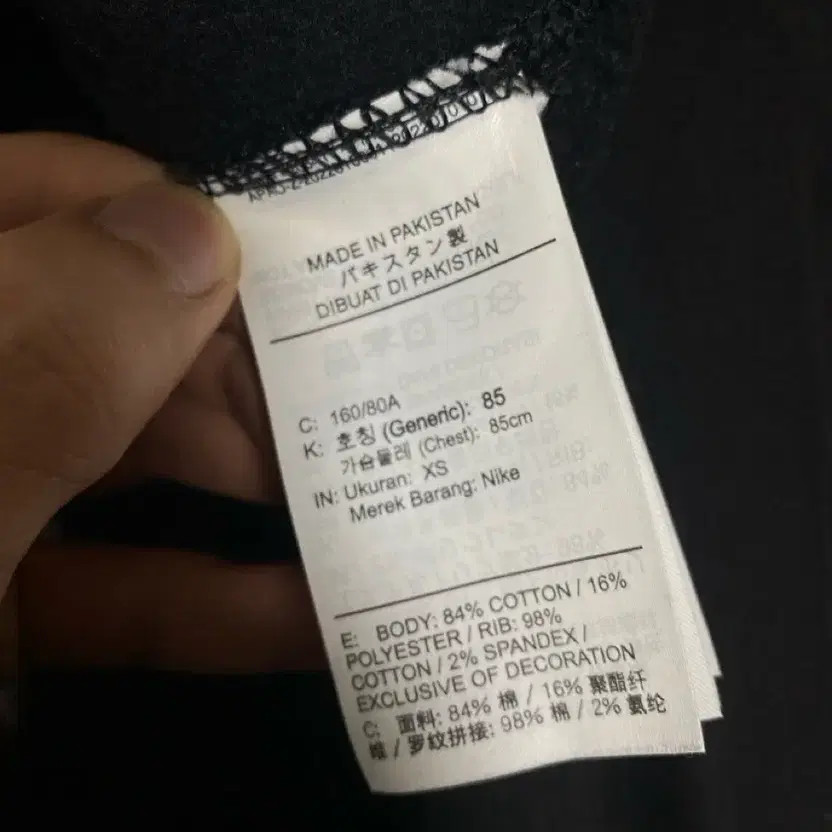 MADE IN PAKISTAN
パキスタン製
DIBUAT DI PAKISTAN
C: 160/80A
K: 호칭 (Generic): 85
가슴둘레 (Chest): 85cm
IN: Ukuran: XS
Merek Barang: Nike
E: BODY: 84% COTTON / 16%
POLYESTER / RIB: 98%
COTTON / 2% SPANDEX /
EXCLUSIVE OF DECORATION
C: 面料: 84% 棉 / 16% 聚酯纤
维 / 罗纹拼接: 98% 棉 / 2% 氨纶